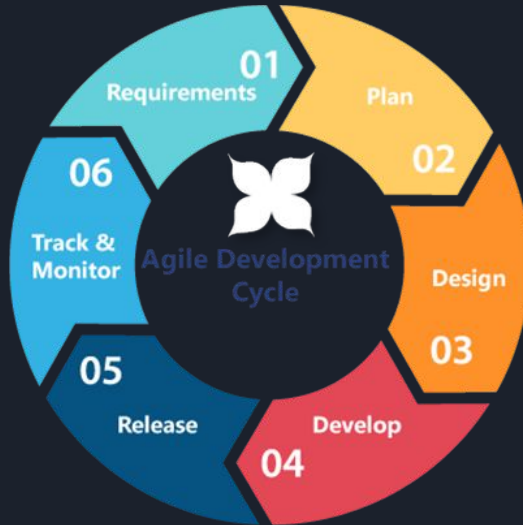 01
Requirements
Plan
02
Design
03
Develop
04
Release
05
Track &
Monitor
06
Agile Development
Cycle